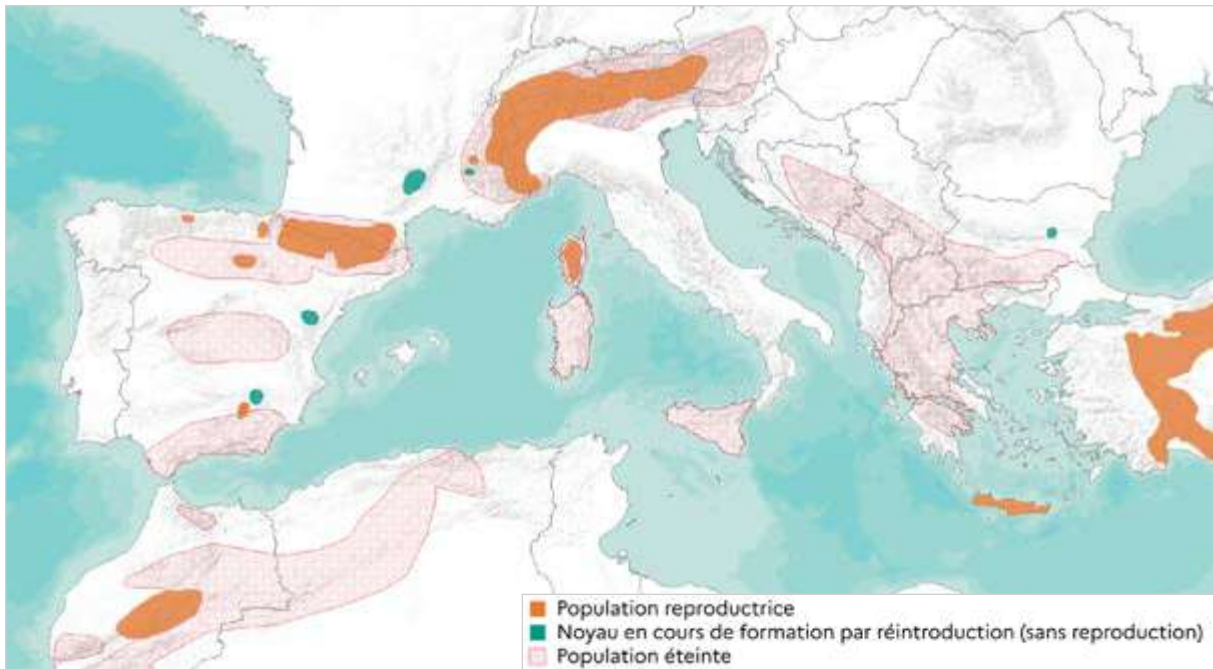 Population reproductrice
Noyau en cours de formation par réintroduction (sans reproduction)
Population éteinte